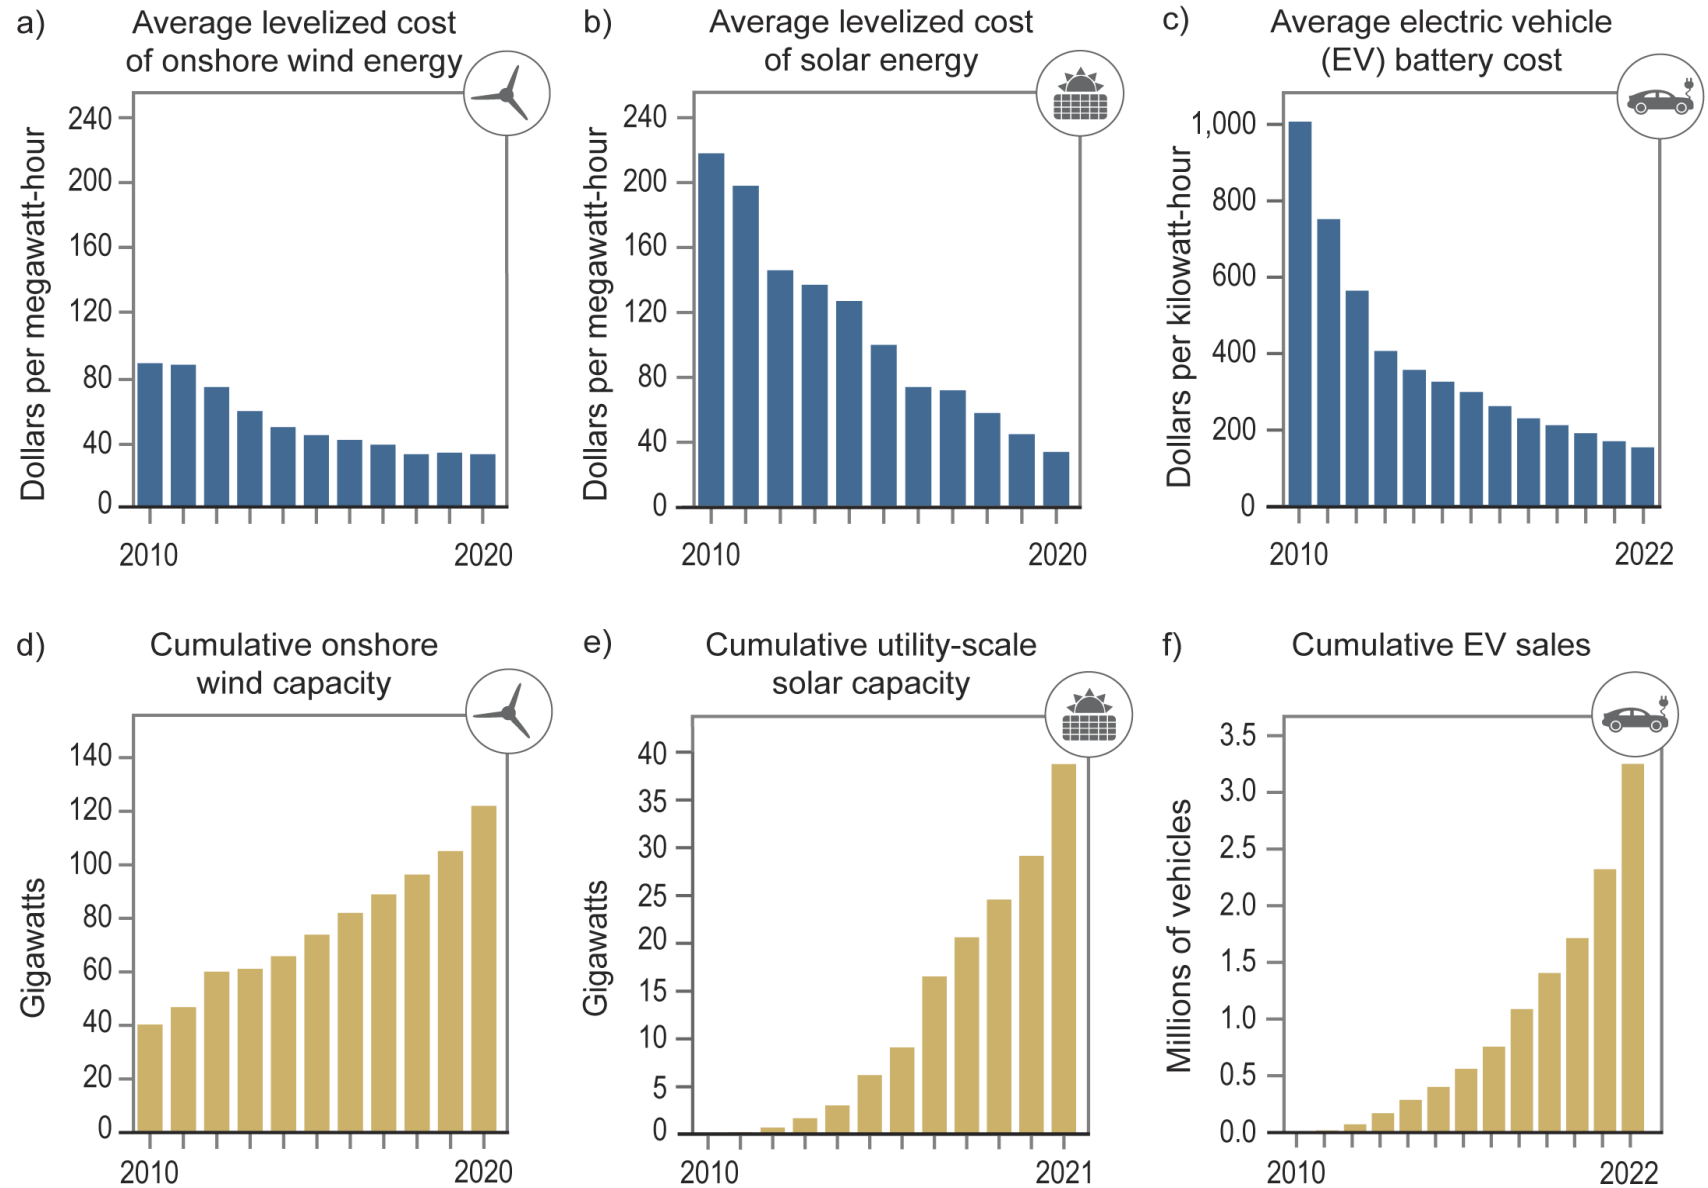 a)
Average levelized cost
of onshore wind energy
Dollars per megawatt-hour
240
200
160
120
80
40
0
2010
2020
b)
Average levelized cost
of solar energy
Dollars per megawatt-hour
240
200
160
120
80
40
0
2010
2020
c)
Average electric vehicle
(EV) battery cost
Dollars per kilowatt-hour
1,000
800
600
400
200
0
2010
2022
d)
Cumulative onshore
wind capacity
Gigawatts
140
120
100
80
60
40
20
0
2010
2020
e)
Cumulative utility-scale
solar capacity
Gigawatts
40
35
30
25
20
15
10
5
0
2010
2021
f)
Cumulative EV sales
Millions of vehicles
3.5
3.0
2.5
2.0
1.5
1.0
0.5
0.0
2010
2022